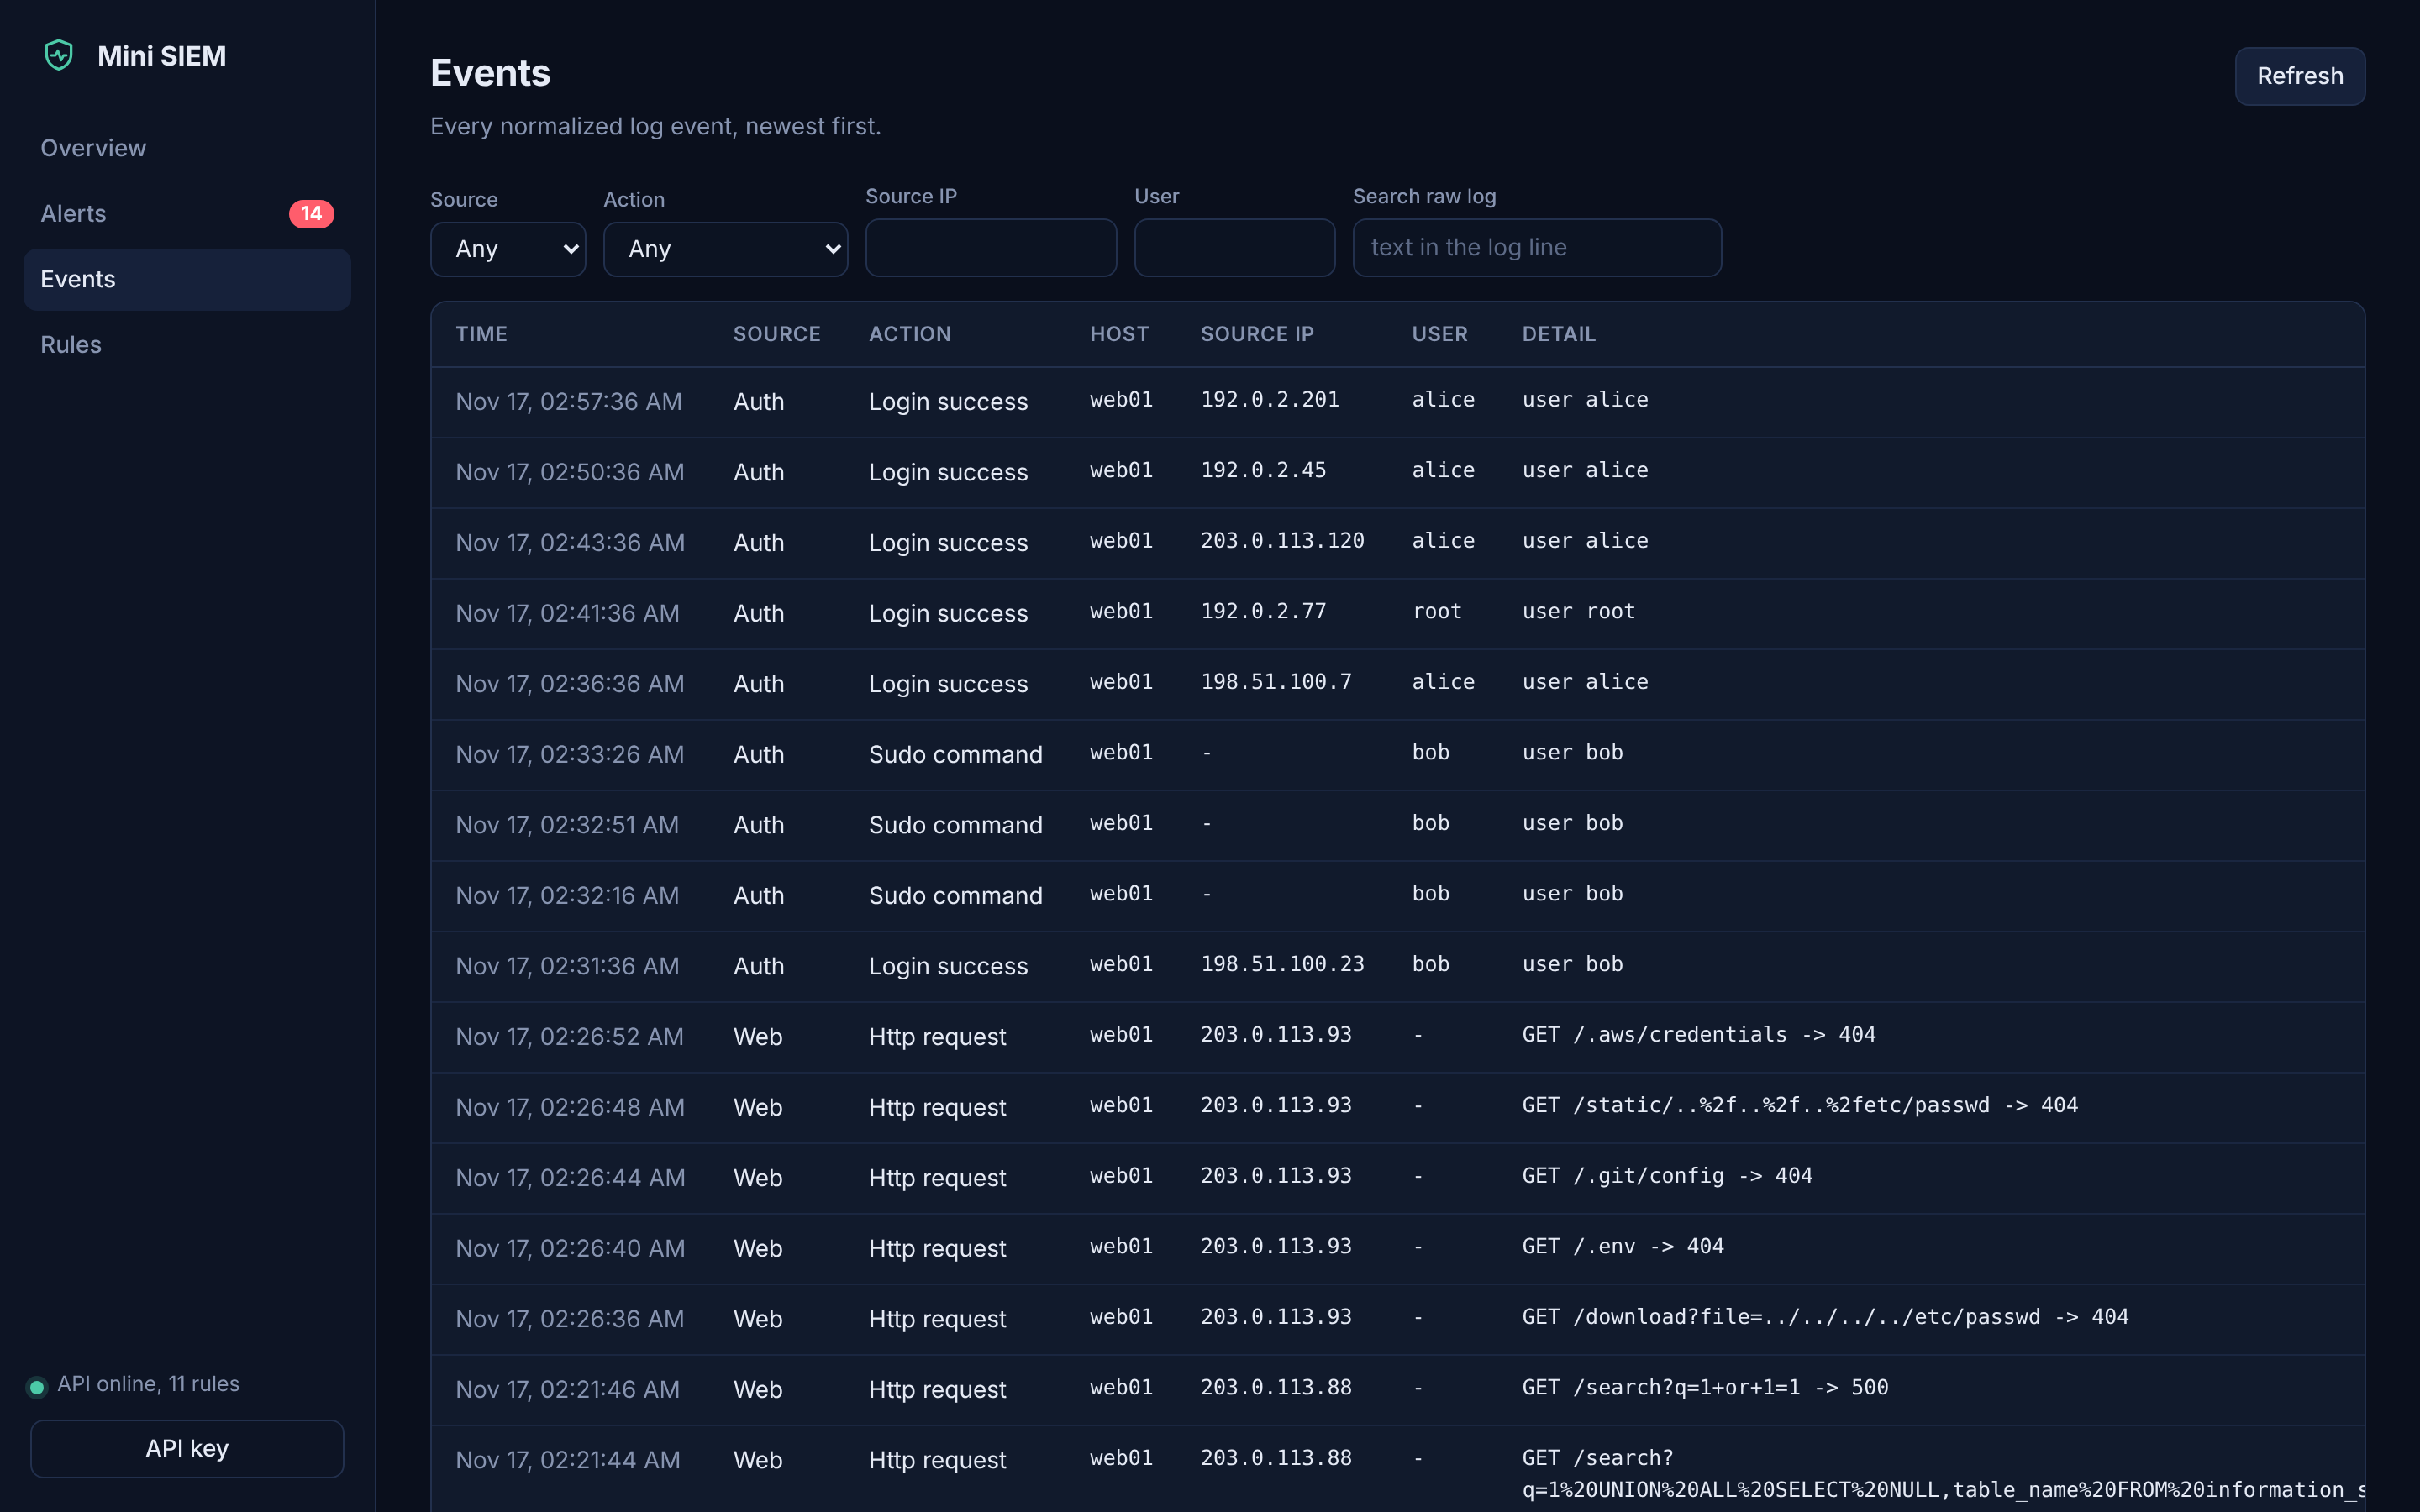 Mini SIEM
Overview
Alerts 14
Events
Rules
API online, 11 rules
API key
Events
Refresh
Every normalized log event, newest first.
Source Action Source IP User Search raw log
Any Any text in the log line
TIME SOURCE ACTION HOST SOURCE IP USER DETAIL
Nov 17, 02:57:36 AM Auth Login success web01 192.0.2.201 alice user alice
Nov 17, 02:50:36 AM Auth Login success web01 192.0.2.45 alice user alice
Nov 17, 02:43:36 AM Auth Login success web01 203.0.113.120 alice user alice
Nov 17, 02:41:36 AM Auth Login success web01 192.0.2.77 root user root
Nov 17, 02:36:36 AM Auth Login success web01 198.51.100.7 alice user alice
Nov 17, 02:33:26 AM Auth Sudo command web01 - bob user bob
Nov 17, 02:32:51 AM Auth Sudo command web01 - bob user bob
Nov 17, 02:32:16 AM Auth Sudo command web01 - bob user bob
Nov 17, 02:31:36 AM Auth Login success web01 198.51.100.23 bob user bob
Nov 17, 02:26:52 AM Web Http request web01 203.0.113.93 - GET /.aws/credentials -> 404
Nov 17, 02:26:48 AM Web Http request web01 203.0.113.93 - GET /static/..%2f..%2f..%2fetc/passwd -> 404
Nov 17, 02:26:44 AM Web Http request web01 203.0.113.93 - GET /.git/config -> 404
Nov 17, 02:26:40 AM Web Http request web01 203.0.113.93 - GET /.env -> 404
Nov 17, 02:26:36 AM Web Http request web01 203.0.113.93 - GET /download?file=../../../../etc/passwd -> 404
Nov 17, 02:21:46 AM Web Http request web01 203.0.113.88 - GET /search?q=1+or+1=1 -> 500
Nov 17, 02:21:44 AM Web Http request web01 203.0.113.88 - GET /search?
q=1%20UNION%20ALL%20SELECT%20NULL,table_name%20FROM%20information_s